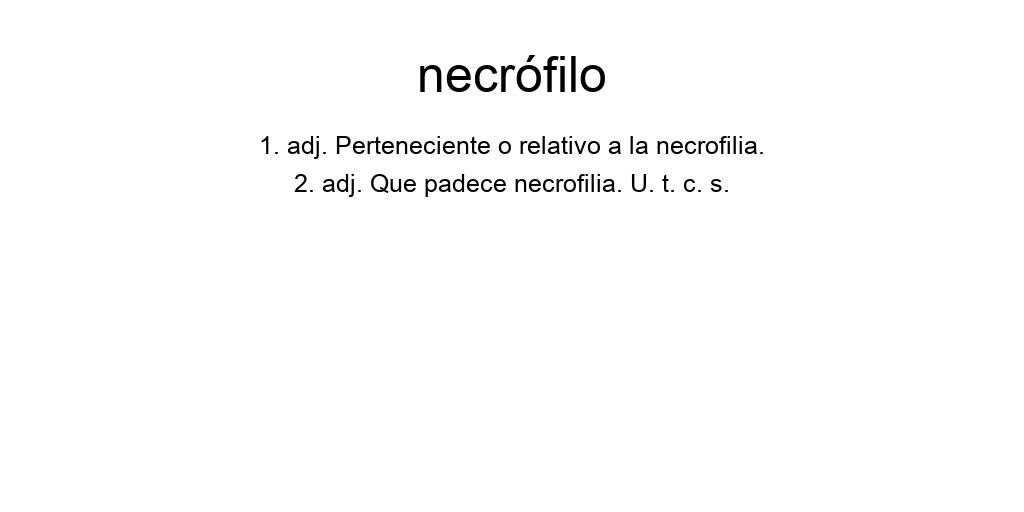 necrófilo
1. adj. Perteneciente o relativo a la necrofilia.
2. adj. Que padece necrofilia. U. t. c. s.